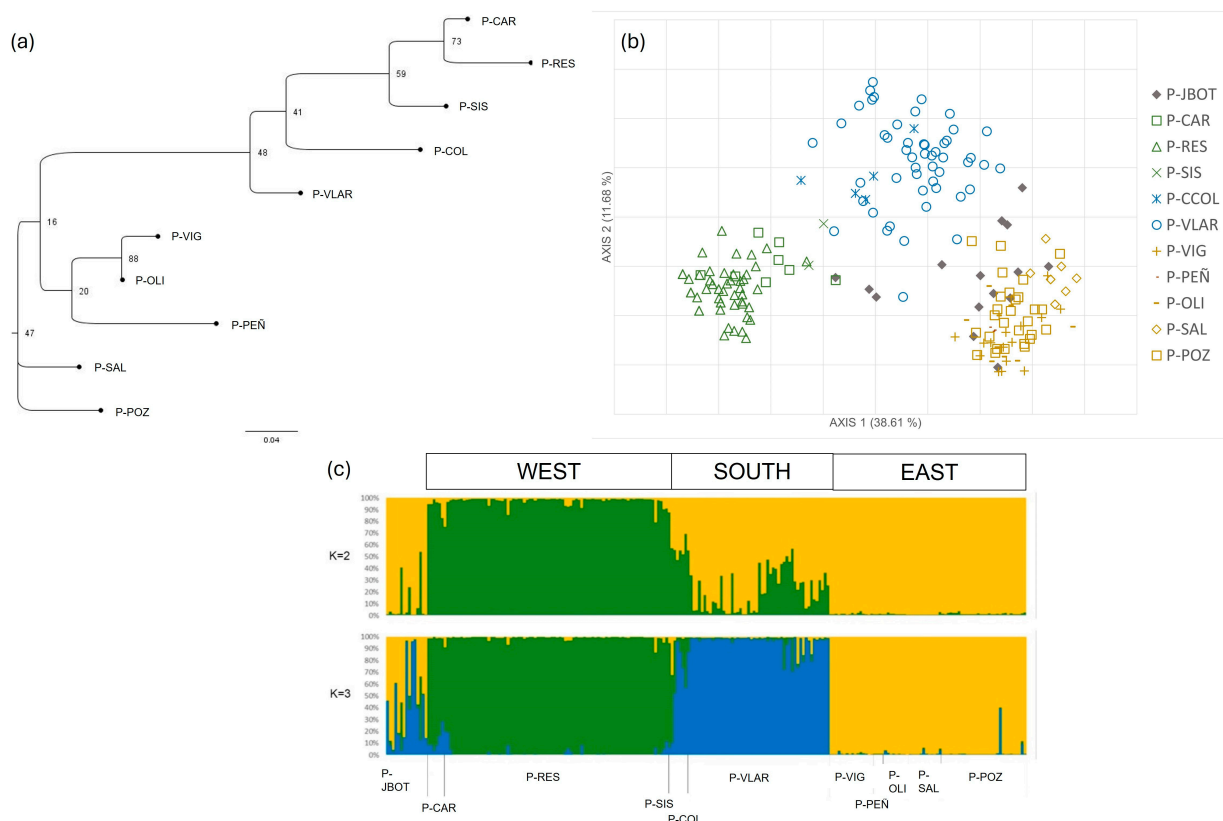 (a)
P-CAR
73
P-RES
59
P-SIS
41
P-COL
48
P-VLAR
16
P-VIG
88
P-OLI
20
P-PEÑ
47
P-SAL
P-POZ
0.04
(b)
AXIS 2 (11.68 %)
AXIS 1 (38.61 %)
P-JBOT
P-CAR
P-RES
P-SIS
P-CCOL
P-VLAR
P-VIG
P-PEÑ
P-OLI
P-SAL
P-POZ
(c)
WEST SOUTH EAST
K=2
100%
90%
80%
70%
60%
50%
40%
30%
20%
10%
0%
K=3
100%
90%
80%
70%
60%
50%
40%
30%
20%
10%
0%
P-
JBOT
P-CAR
P-RES
P-SIS
P-COL
P-VLAR
P-VIG
P-PEÑ
P-
OLI
P-
SAL
P-POZ